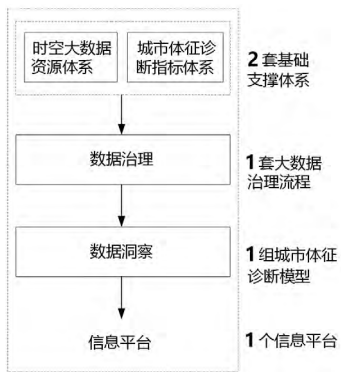 时空大数据
资源体系
城市体征诊
断指标体系
2套基础
支撑体系
数据治理
1套大数据
治理流程
数据洞察
1组城市体征
诊断模型
信息平台
1个信息平台